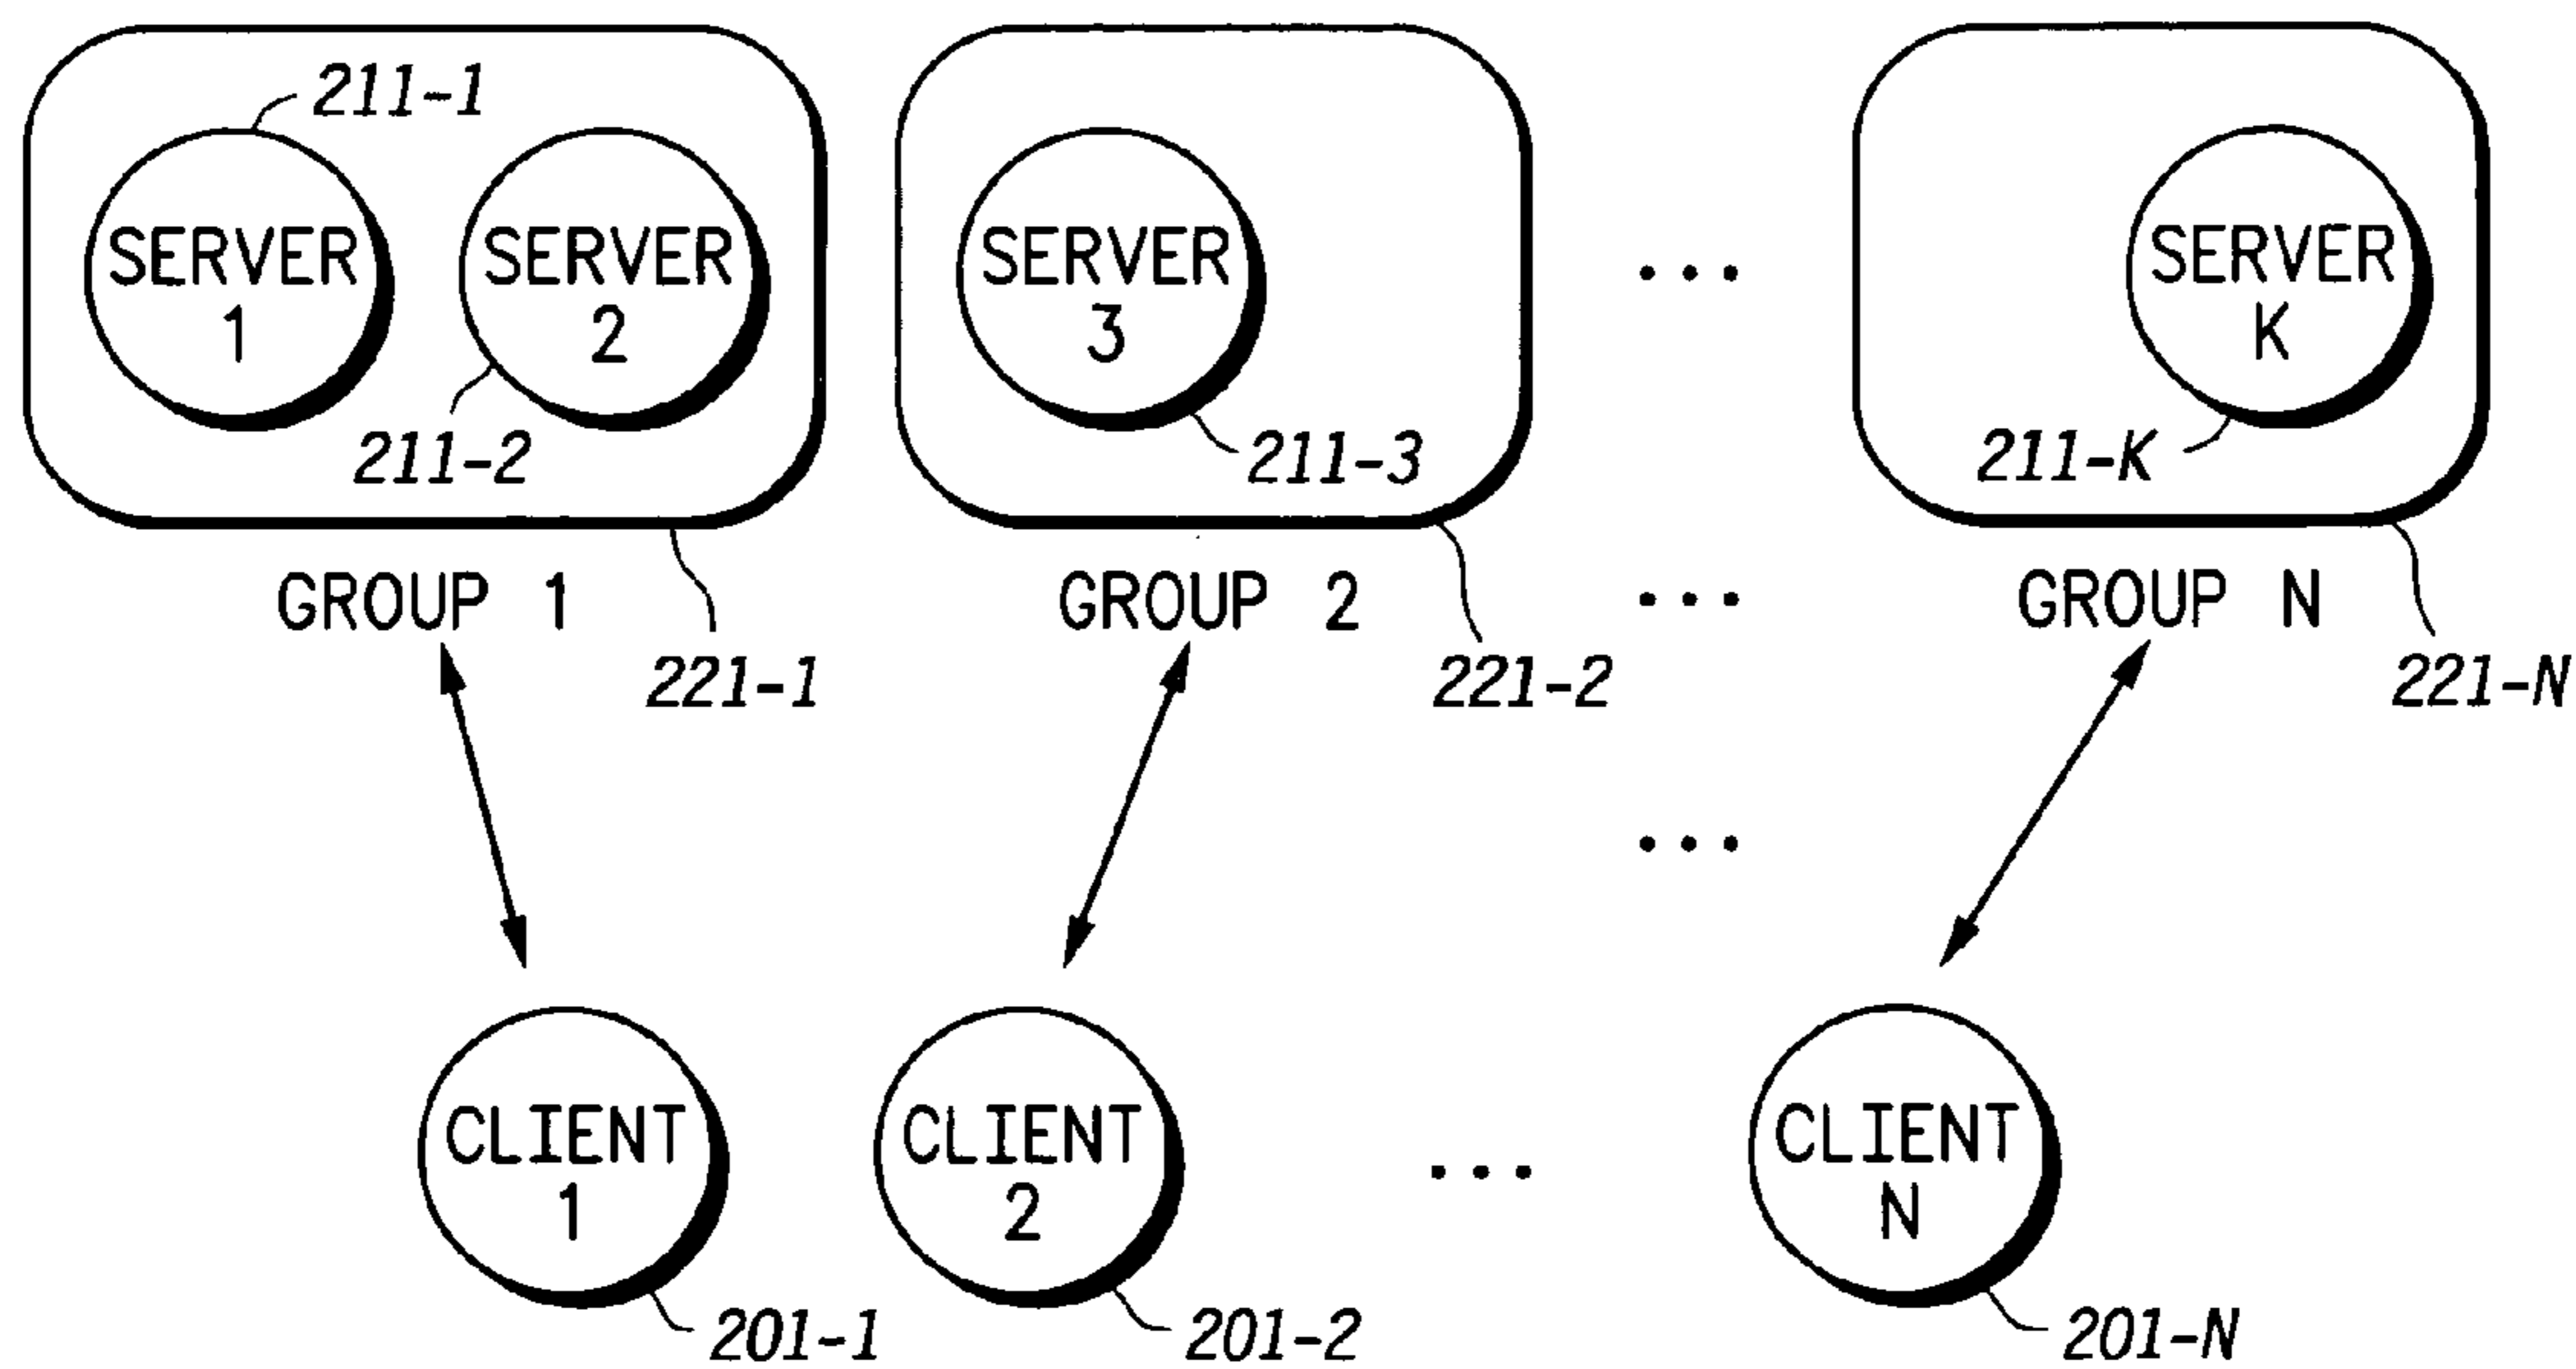 211-1
SERVER
1
SERVER
2
SERVER
3
...
SERVER
K
211-2
211-3
211-K
GROUP 1
GROUP 2
...
GROUP N
221-1
221-2
221-N
...
CLIENT
1
CLIENT
2
...
CLIENT
N
201-1
201-2
201-N